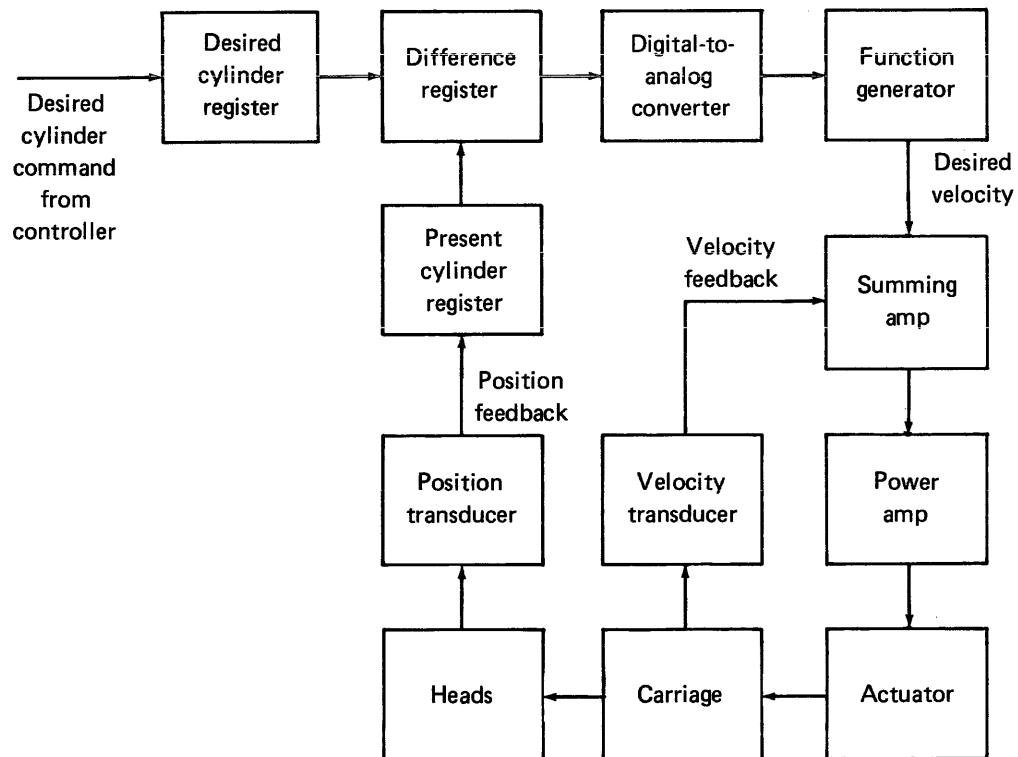 Desired
cylinder
register
Difference
register
Digital-to-
analog
converter
Function
generator
Desired
cylinder
command
from
controller
Desired
velocity
Present
cylinder
register
Velocity
feedback
Summing
amp
Position
feedback
Position
transducer
Velocity
transducer
Power
amp
Heads
Carriage
Actuator